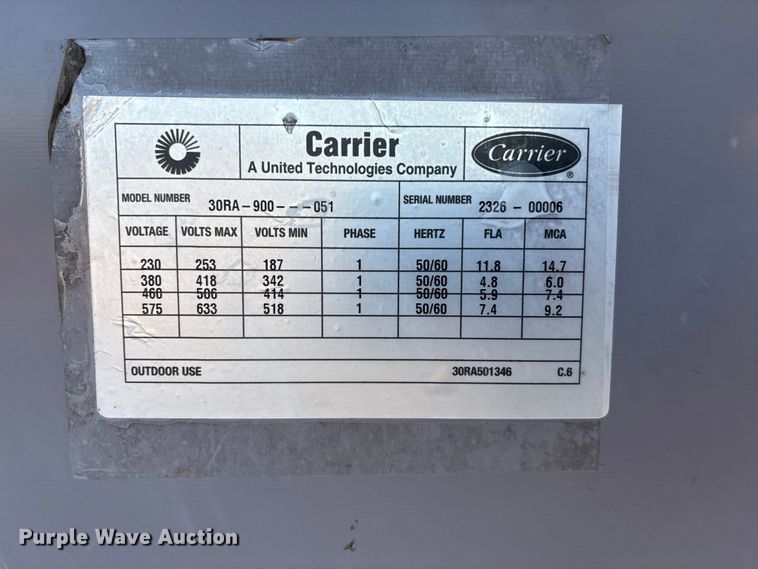 Carrier
A United Technologies Company
Carrier ®
MODEL NUMBER 30RA-900---051 SERIAL NUMBER 2326 - 00006
VOLTAGE VOLTS MAX VOLTS MIN PHASE HERTZ FLA MCA
230 253 187 1 50/60 11.8 14.7
380 418 342 1 50/60 4.8 6.0
460 506 414 1 50/60 5.9 7.4
575 633 518 1 50/60 7.4 9.2
OUTDOOR USE 30RA501346 C.6
Purple Wave Auction